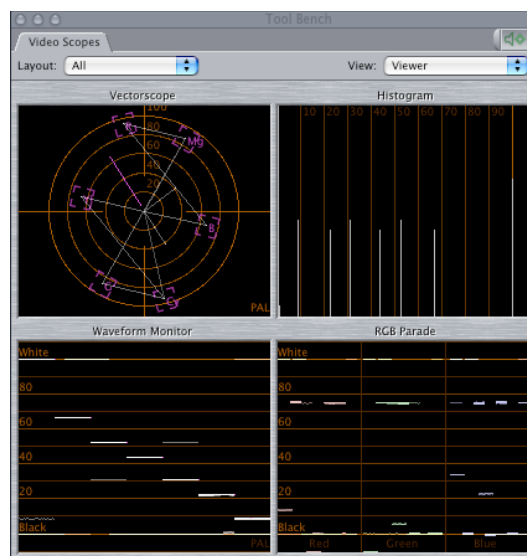 Tool Bench
Video Scopes
Layout: All View: Viewer
Vectorscope Histogram
100
80
60
40
20
Mg
B
PAL
10 20 30 40 50 60 70 80 90
Waveform Monitor RGB Parade
White
80
60
40
20
Black
PAL
White
80
60
40
20
Black
Red Green Blue